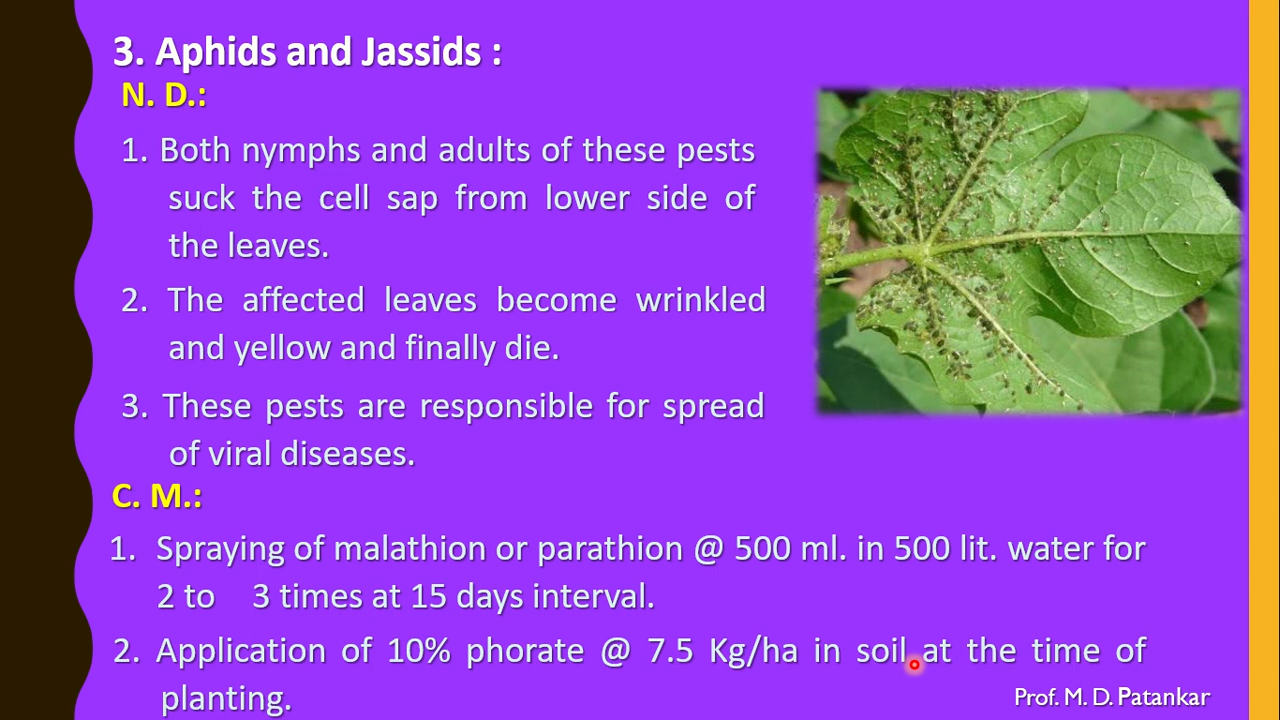 3. Aphids and Jassids :
N. D.:
1. Both nymphs and adults of these pests
suck the cell sap from lower side of
the leaves.
2. The affected leaves become wrinkled
and yellow and finally die.
3. These pests are responsible for spread
of viral diseases.
C. M.:
1. Spraying of malathion or parathion @ 500 ml. in 500 lit. water for
2 to 3 times at 15 days interval.
2. Application of 10% phorate @ 7.5 Kg/ha in soil at the time of
planting.
Prof. M. D. Patankar